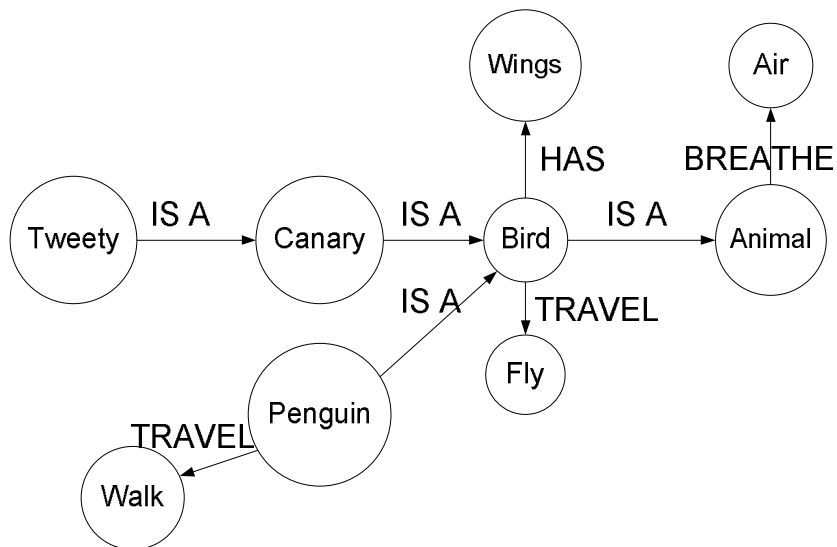 Wings
Air
HAS
BREATHE
IS A
IS A
IS A
Tweety
Canary
Bird
Animal
IS A
TRAVEL
Fly
Penguin
TRAVEL
Walk